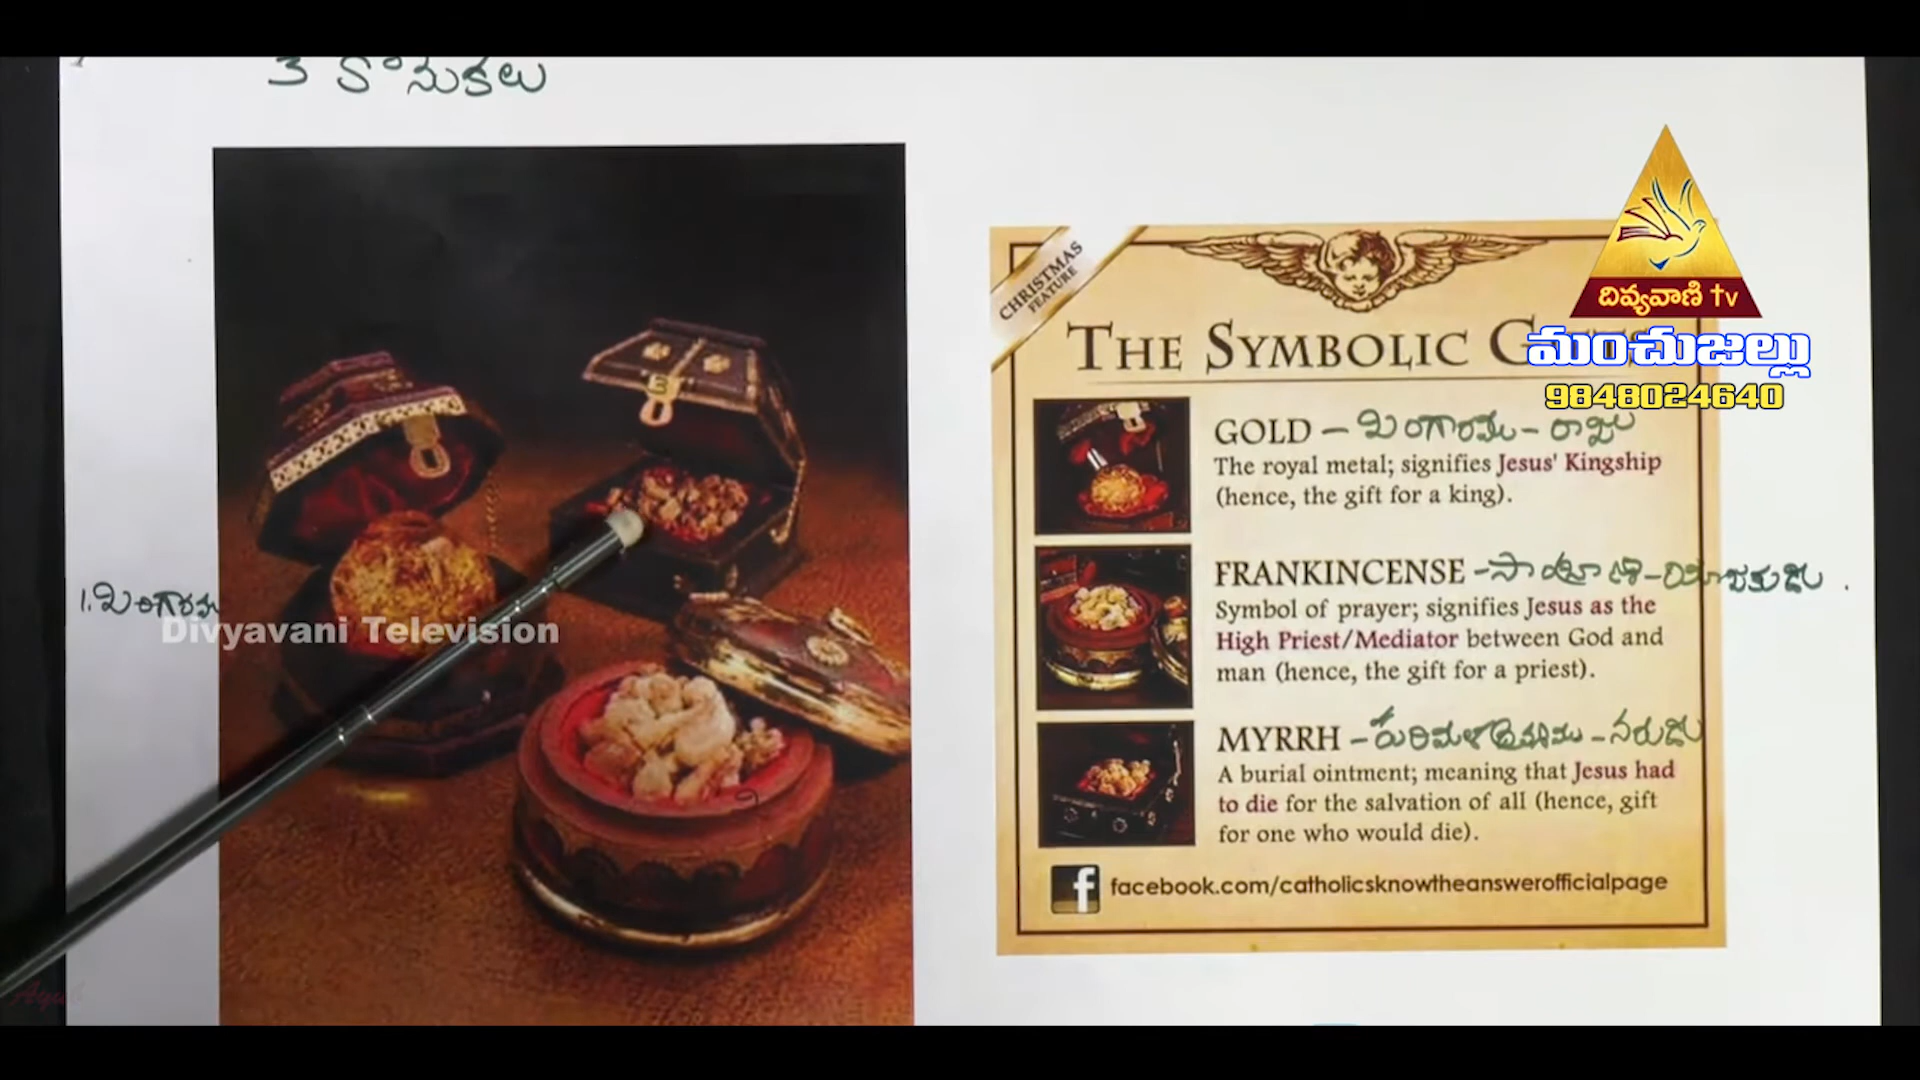 3 కానుకలు
దివ్యవాణి tv
మంచుజల్లు
9848024640
CHRISTMAS
FEATURE
THE SYMBOLIC
GOLD - బంగారము - రాజు
The royal metal; signifies Jesus' Kingship
(hence, the gift for a king).
FRANKINCENSE - సాంబ్రాణి - యాజకుడు .
Symbol of prayer; signifies Jesus as the
High Priest/Mediator between God and
man (hence, the gift for a priest).
MYRRH - - నరుడు
A burial ointment; meaning that Jesus had
to die for the salvation of all (hence, gift
for one who would die).
facebook.com/catholicsknowtheanswerofficialpage
1. బంగారము
Divyavani Television